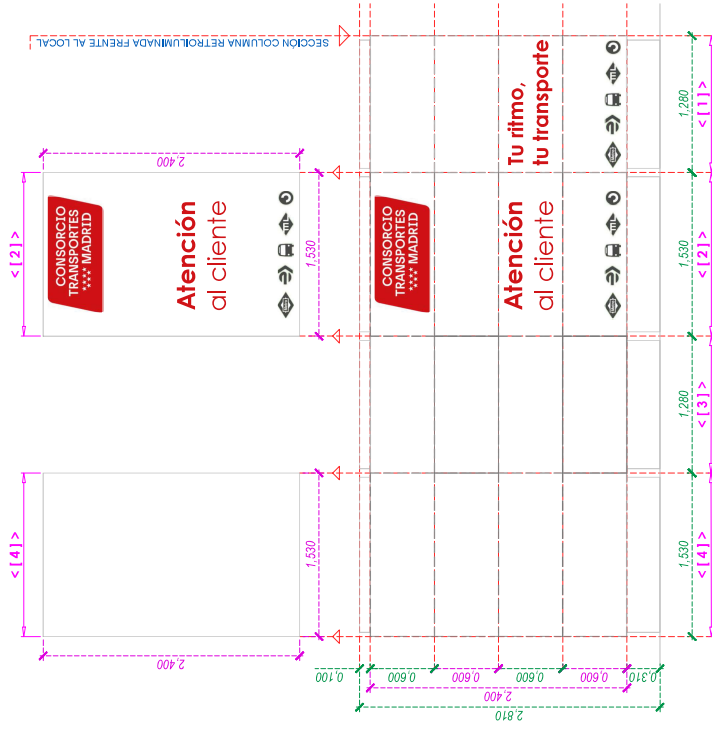 SECCIÓN COLUMNA RETROILUMINADA FRENTE AL LOCAL
< [ 4 ] >
< [ 2 ] >
2,400
2,400
1,530
1,530
CONSORCIO
TRANSPORTES
**** MADRID
Atención
al cliente
CONSORCIO
TRANSPORTES
**** MADRID
Atención
al cliente
Tu ritmo,
tu transporte
0,100
0,600
0,600
0,600
0,600
0,310
2,400
2,810
1,530
1,280
1,530
1,280
< [ 4 ] >
< [ 3 ] >
< [ 2 ] >
< [ 1 ] >